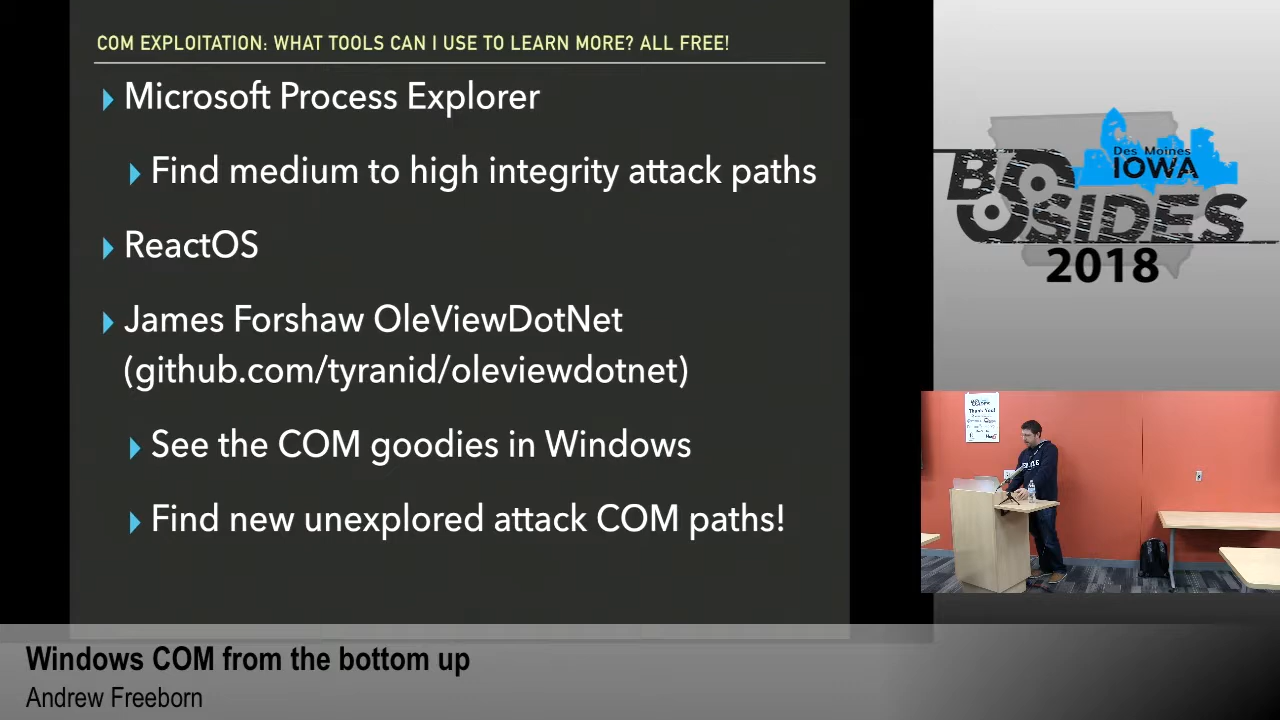 COM EXPLOITATION: WHAT TOOLS CAN I USE TO LEARN MORE? ALL FREE!
Microsoft Process Explorer
Find medium to high integrity attack paths
ReactOS
James Forshaw OleViewDotNet
(github.com/tyranid/oleviewdotnet)
See the COM goodies in Windows
Find new unexplored attack COM paths!
Des Moines
IOWA
BSIDES
2018
Thank You!
Windows COM from the bottom up
Andrew Freeborn